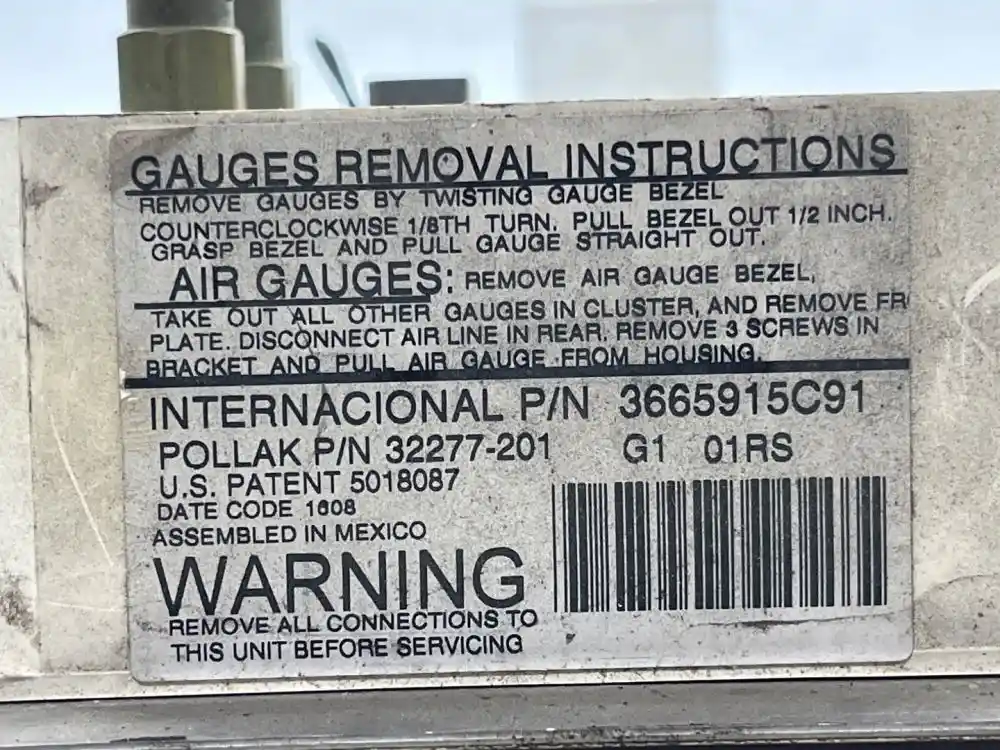 GAUGES REMOVAL INSTRUCTIONS
REMOVE GAUGES BY TWISTING GAUGE BEZEL
COUNTERCLOCKWISE 1/8TH TURN. PULL BEZEL OUT 1/2 INCH.
GRASP BEZEL AND PULL GAUGE STRAIGHT OUT.
AIR GAUGES: REMOVE AIR GAUGE BEZEL,
TAKE OUT ALL OTHER GAUGES IN CLUSTER, AND REMOVE FR
PLATE. DISCONNECT AIR LINE IN REAR. REMOVE 3 SCREWS IN
BRACKET AND PULL AIR GAUGE FROM HOUSING.
INTERNACIONAL P/N 3665915C91
POLLAK P/N 32277-201 G1 01RS
U.S. PATENT 5018087
DATE CODE 1608
ASSEMBLED IN MEXICO
WARNING
REMOVE ALL CONNECTIONS TO
THIS UNIT BEFORE SERVICING